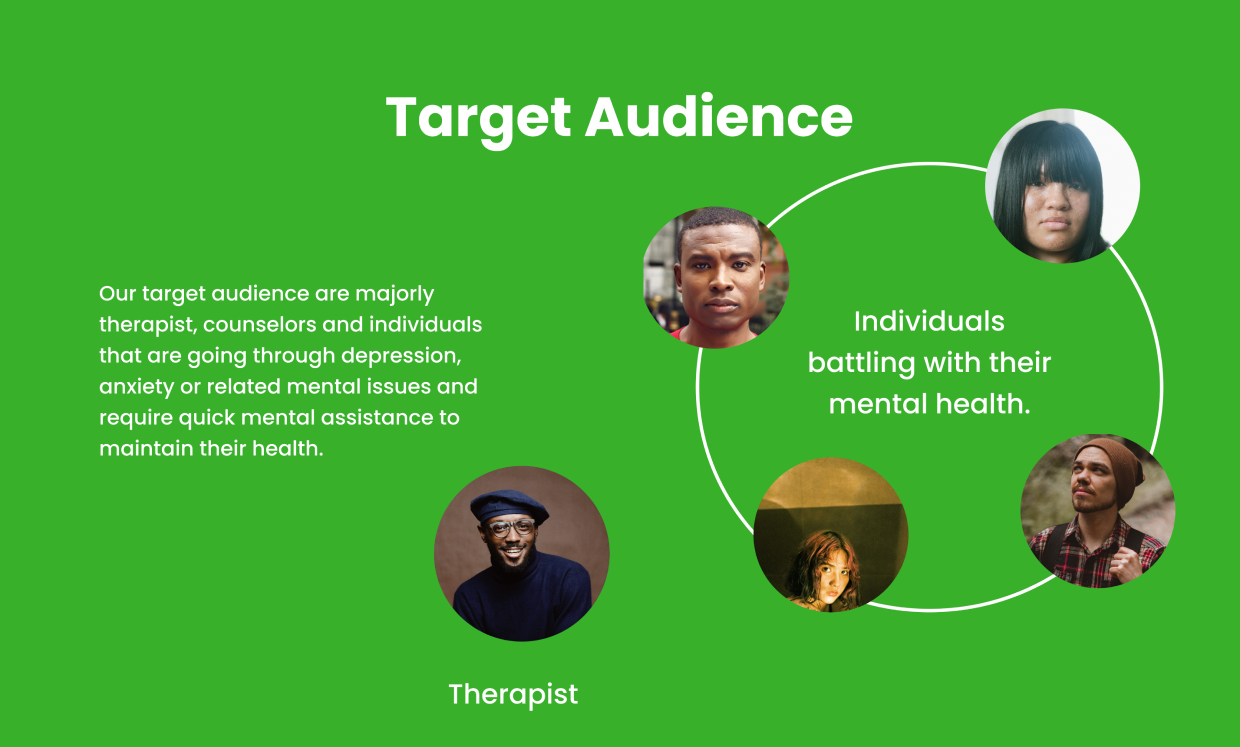 Target Audience
Our target audience are majorly
therapist, counselors and individuals
that are going through depression,
anxiety or related mental issues and
require quick mental assistance to
maintain their health.
Individuals
battling with their
mental health.
Therapist